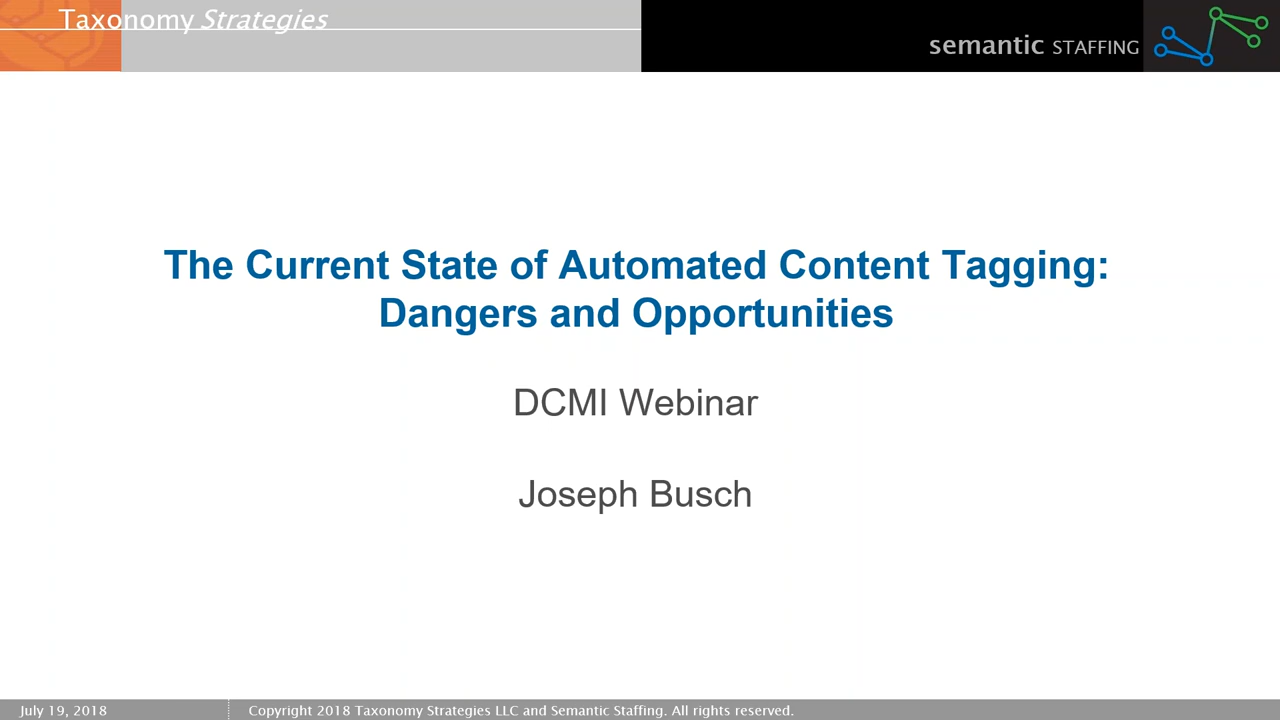 Taxonomy Strategies
semantic STAFFING
The Current State of Automated Content Tagging:
Dangers and Opportunities
DCMI Webinar
Joseph Busch
July 19, 2018
Copyright 2018 Taxonomy Strategies LLC and Semantic Staffing. All rights reserved.